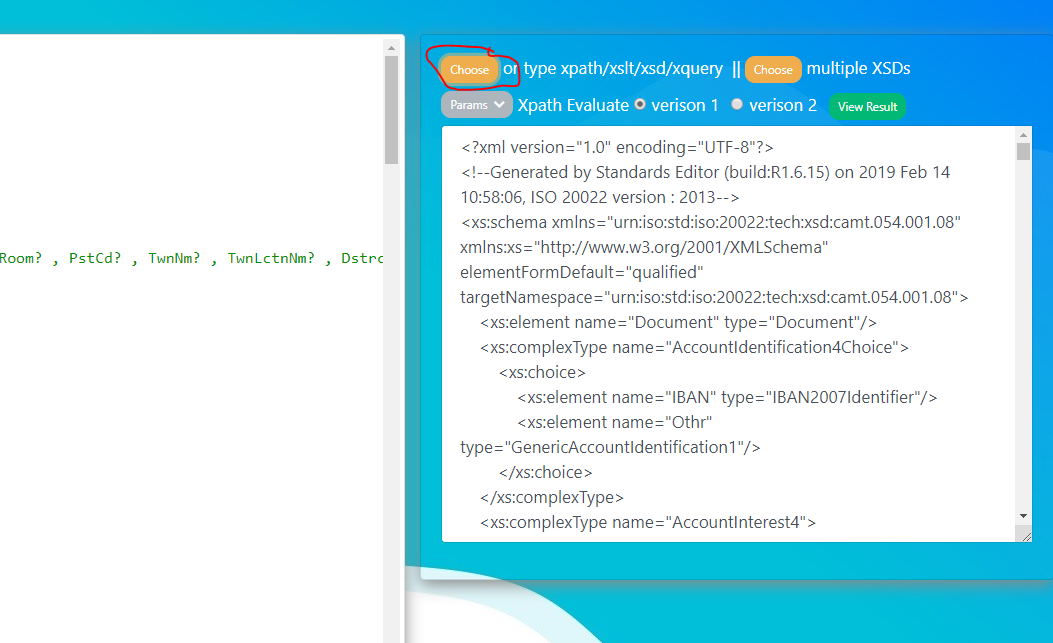 Choose or type xpath/xslt/xsd/xquery || Choose multiple XSDs
Params Xpath Evaluate verison 1 verison 2 View Result
<?xml version="1.0" encoding="UTF-8"?>
<!--Generated by Standards Editor (build:R1.6.15) on 2019 Feb 14
10:58:06, ISO 20022 version : 2013-->
<xs:schema xmlns="urn:iso:std:iso:20022:tech:xsd:camt.054.001.08"
xmlns:xs="http://www.w3.org/2001/XMLSchema"
Room? , PstCd? , TwnNm? , TwnLctnNm? , Dstrc
elementFormDefault="qualified"
targetNamespace="urn:iso:std:iso:20022:tech:xsd:camt.054.001.08">
<xs:element name="Document" type="Document"/>
<xs:complexType name="AccountIdentification4Choice">
<xs:choice>
<xs:element name="IBAN" type="IBAN2007Identifier"/>
<xs:element name="Othr"
type="GenericAccountIdentification1"/>
</xs:choice>
</xs:complexType>
<xs:complexType name="AccountInterest4">